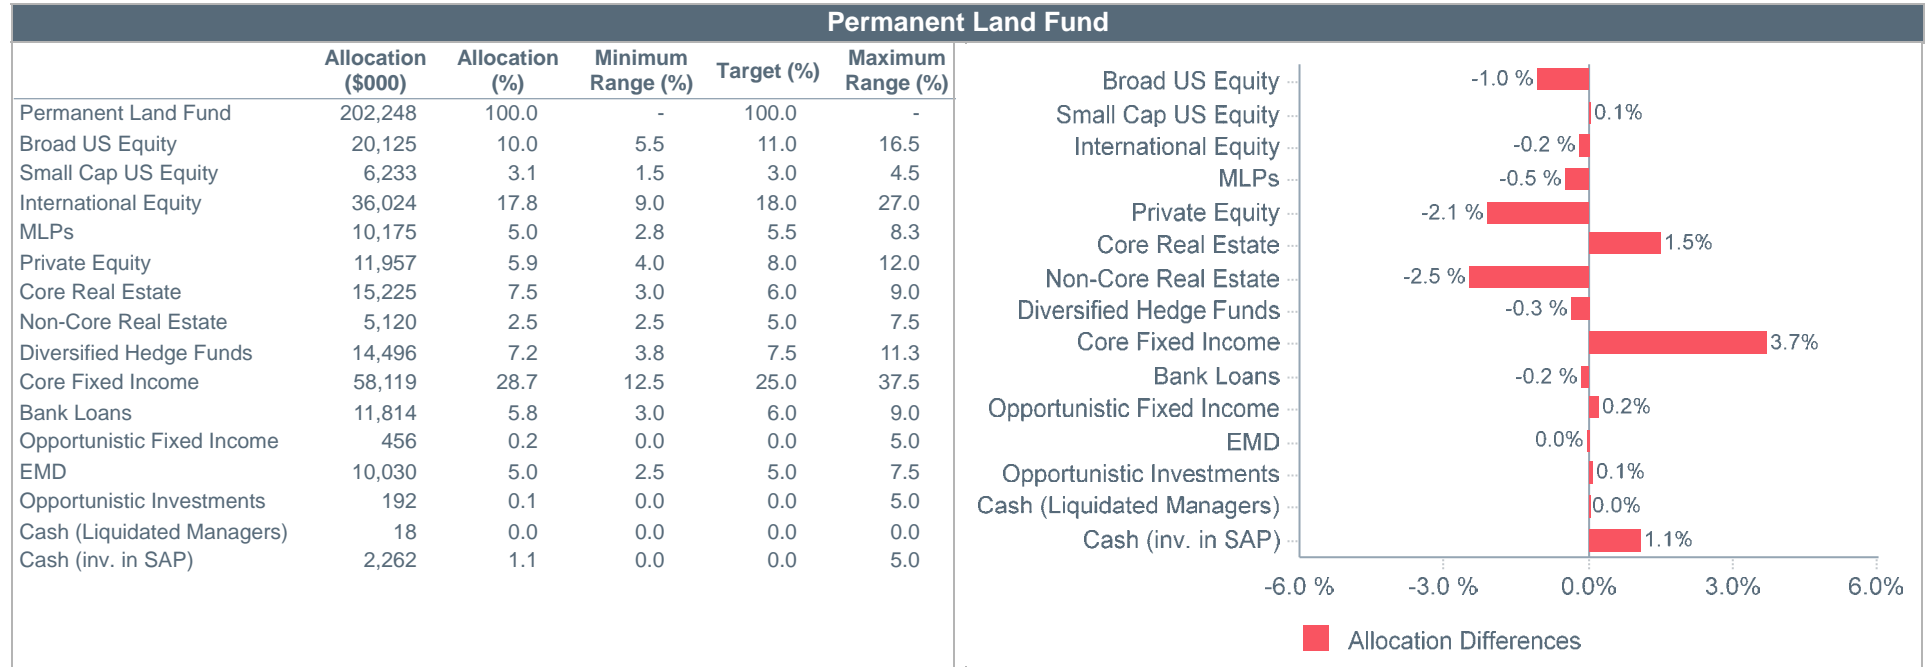 Permanent Land Fund
Allocation ($000) Allocation (%) Minimum Range (%) Target (%) Maximum Range (%)
Permanent Land Fund 202,248 100.0 - 100.0 -
Broad US Equity 20,125 10.0 5.5 11.0 16.5
Small Cap US Equity 6,233 3.1 1.5 3.0 4.5
International Equity 36,024 17.8 9.0 18.0 27.0
MLPs 10,175 5.0 2.8 5.5 8.3
Private Equity 11,957 5.9 4.0 8.0 12.0
Core Real Estate 15,225 7.5 3.0 6.0 9.0
Non-Core Real Estate 5,120 2.5 2.5 5.0 7.5
Diversified Hedge Funds 14,496 7.2 3.8 7.5 11.3
Core Fixed Income 58,119 28.7 12.5 25.0 37.5
Bank Loans 11,814 5.8 3.0 6.0 9.0
Opportunistic Fixed Income 456 0.2 0.0 0.0 5.0
EMD 10,030 5.0 2.5 5.0 7.5
Opportunistic Investments 192 0.1 0.0 0.0 5.0
Cash (Liquidated Managers) 18 0.0 0.0 0.0 0.0
Cash (inv. in SAP) 2,262 1.1 0.0 0.0 5.0
Broad US Equity -1.0 %
Small Cap US Equity 0.1%
International Equity -0.2 %
MLPs -0.5 %
Private Equity -2.1 %
Core Real Estate 1.5%
Non-Core Real Estate -2.5 %
Diversified Hedge Funds -0.3 %
Core Fixed Income 3.7%
Bank Loans -0.2 %
Opportunistic Fixed Income 0.2%
EMD 0.0%
Opportunistic Investments 0.1%
Cash (Liquidated Managers) 0.0%
Cash (inv. in SAP) 1.1%
-6.0 % -3.0 % 0.0% 3.0% 6.0%
Allocation Differences